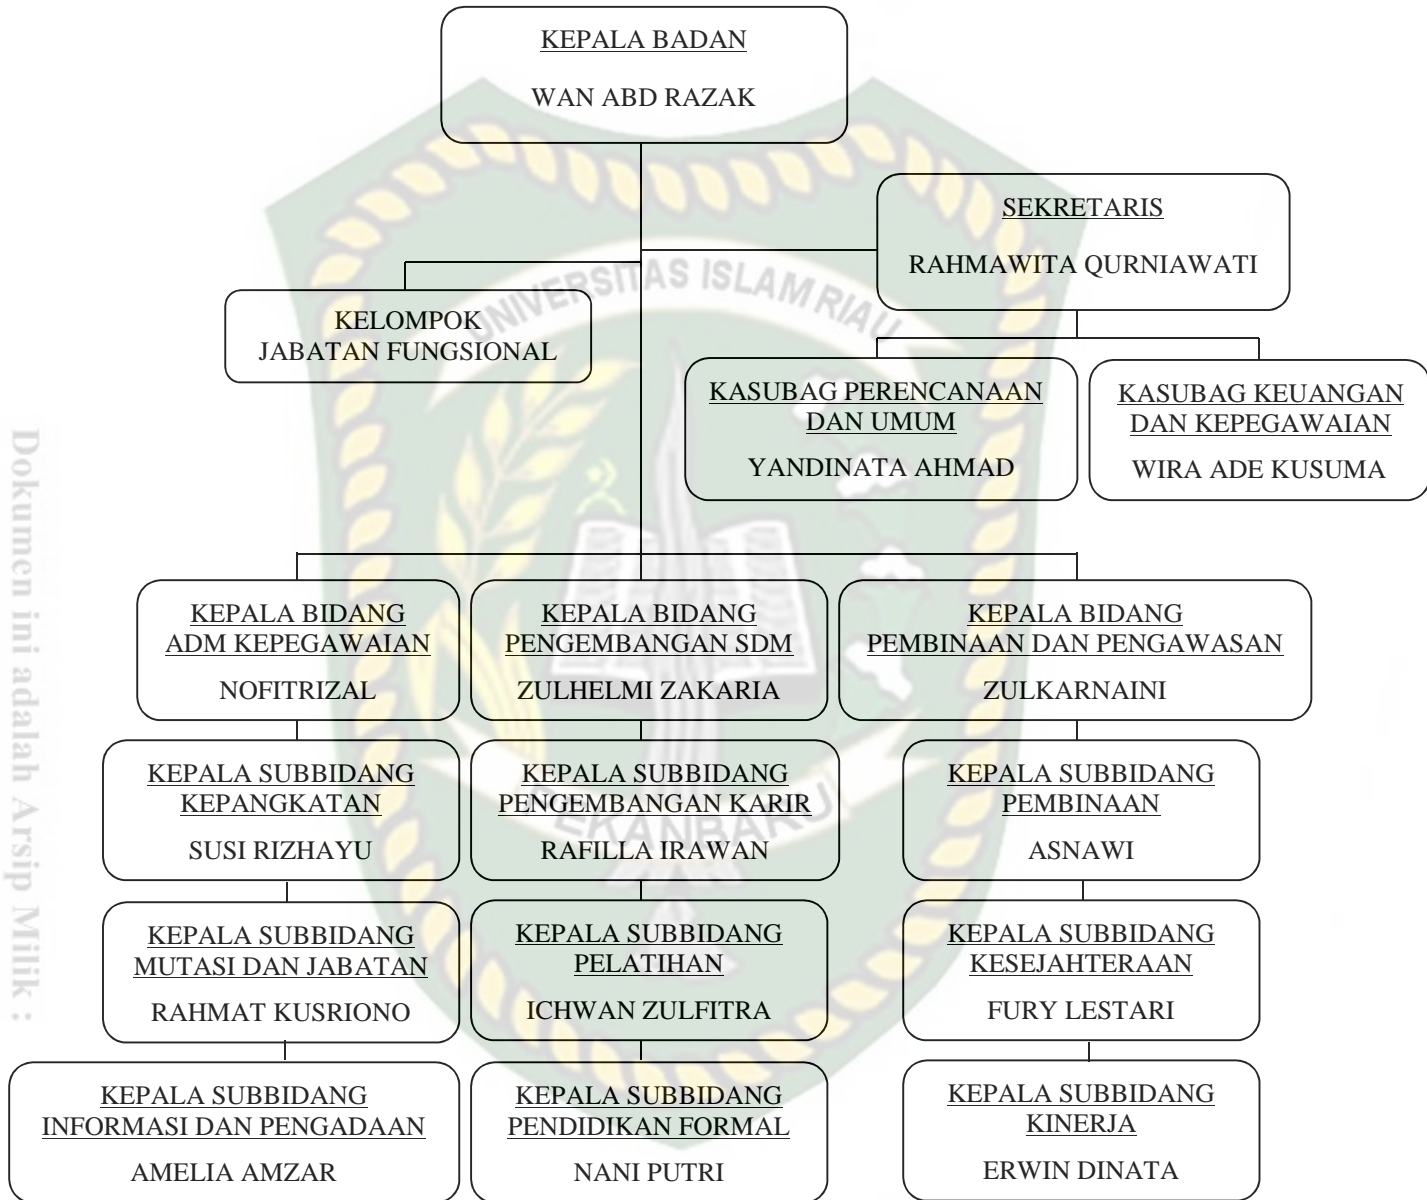 KEPALA BADAN
WAN ABD RAZAK
SEKRETARIS
RAHMAWITA QURNIAWATI
KELOMPOK
JABATAN FUNGSIONAL
KASUBAG PERENCANAAN
DAN UMUM
YANDINATA AHMAD
KASUBAG KEUANGAN
DAN KEPEGAWAIAN
WIRA ADE KUSUMA
KEPALA BIDANG
ADM KEPEGAWAIAN
NOFITRIZAL
KEPALA BIDANG
PENGEMBANGAN SDM
ZULHELMI ZAKARIA
KEPALA BIDANG
PEMBINAAN DAN PENGAWASAN
ZULKARNAINI
KEPALA SUBBIDANG
KEPANGKATAN
SUSI RIZHAYU
KEPALA SUBBIDANG
PENGEMBANGAN KARIR
RAFILLA IRAWAN
KEPALA SUBBIDANG
PEMBINAAN
ASNAWI
KEPALA SUBBIDANG
MUTASI DAN JABATAN
RAHMAT KUSRIONO
KEPALA SUBBIDANG
PELATIHAN
ICHWAN ZULFITRA
KEPALA SUBBIDANG
KESEJAHTERAAN
FURY LESTARI
KEPALA SUBBIDANG
INFORMASI DAN PENGADAAN
AMELIA AMZAR
KEPALA SUBBIDANG
PENDIDIKAN FORMAL
NANI PUTRI
KEPALA SUBBIDANG
KINERJA
ERWIN DINATA
UNIVERSITAS ISLAM RIAU
PEKANBARU
Dokumen ini adalah Arsip Milik :